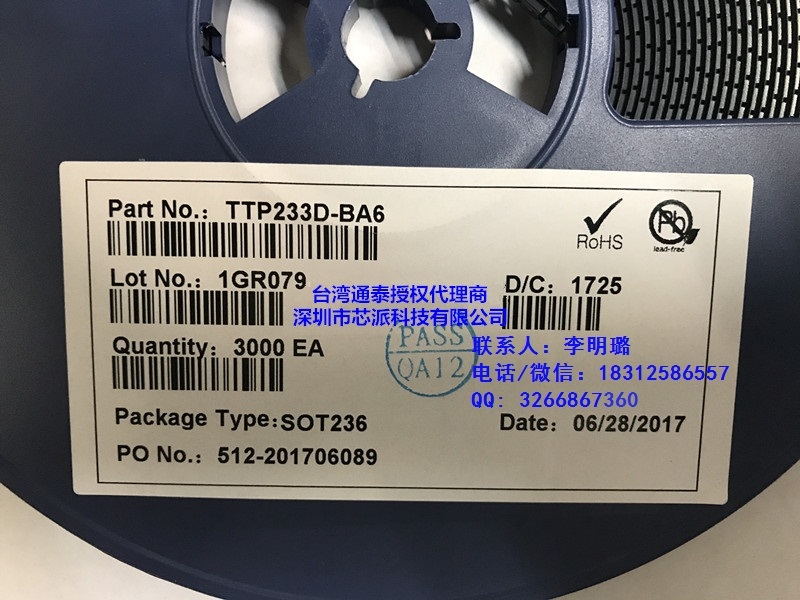 Part No.: TTP233D-BA6
RoHS
Pb
lead-free
Lot No.: 1GR079
D/C: 1725
台湾通泰授权代理商
深圳市芯派科技有限公司
Quantity: 3000 EA
PASS
QA12
联系人：李明璐
电话/微信：18312586557
QQ: 3266867360
Package Type:SOT236
Date: 06/28/2017
PO No.: 512-201706089